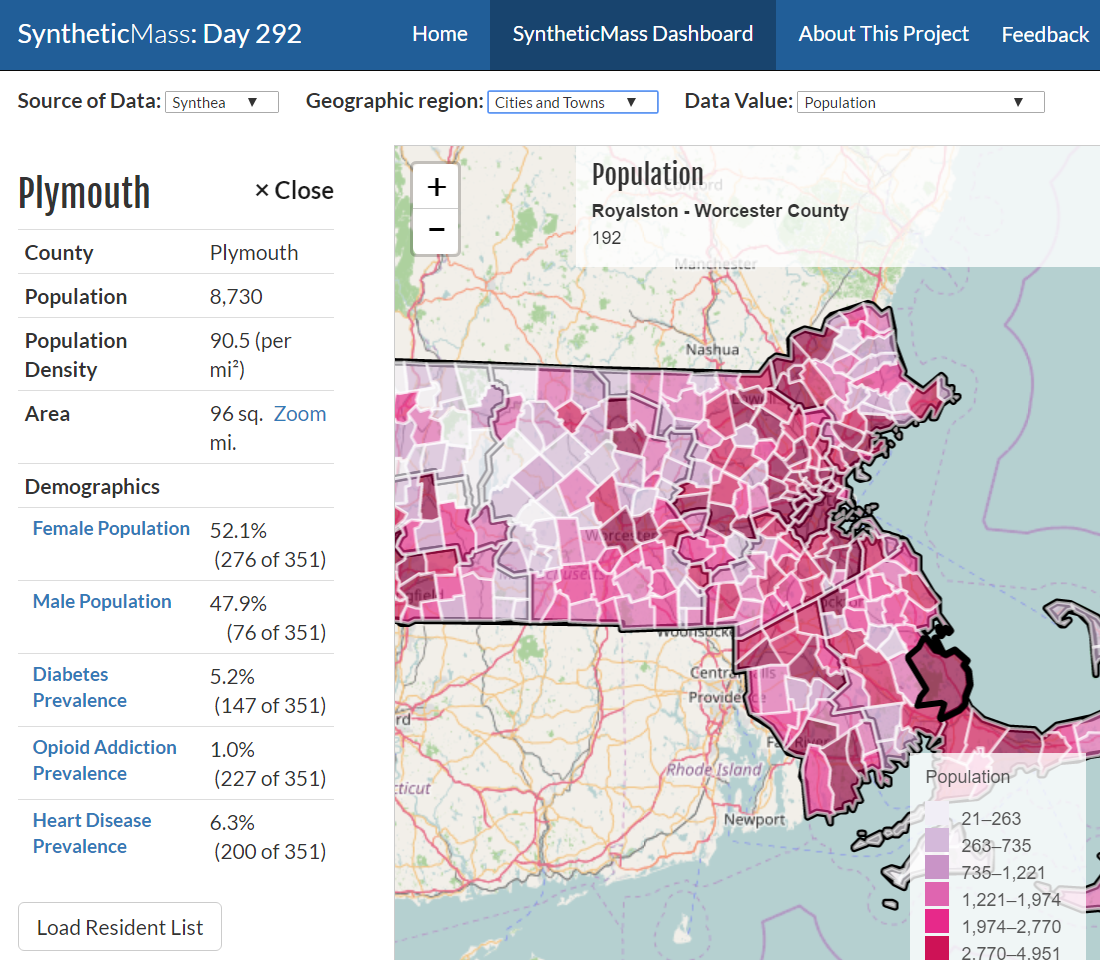 SyntheticMass: Day 292
Home
SyntheticMass Dashboard
About This Project
Feedback
Source of Data: Synthea ▼
Geographic region: Cities and Towns ▼
Data Value: Population ▼
Plymouth
× Close
County Plymouth
Population 8,730
Population Density 90.5 (per mi²)
Area 96 sq. mi. Zoom
Demographics
Female Population 52.1% (276 of 351)
Male Population 47.9% (76 of 351)
Diabetes Prevalence 5.2% (147 of 351)
Opioid Addiction Prevalence 1.0% (227 of 351)
Heart Disease Prevalence 6.3% (200 of 351)
Load Resident List
+
−
Population
Royalston - Worcester County
192
Concord
Manchester
Nashua
Lowell
Worcester
Massachusetts
gfield
Woonsocke
Central Falls
Providence
rd
Fall River
Rhode Island
cticut
Newport
Population
21–263
263–735
735–1,221
1,221–1,974
1,974–2,770
2,770–4,951